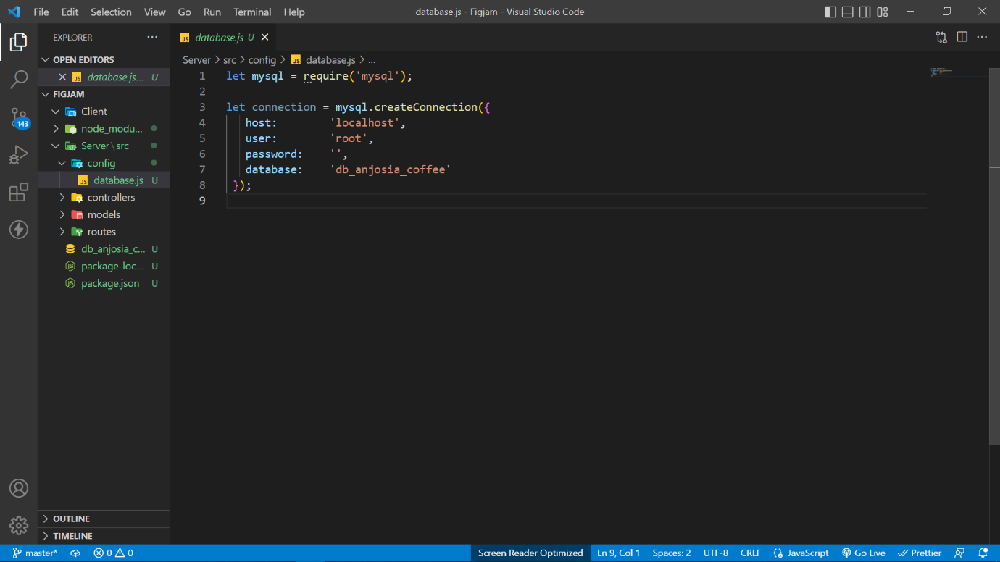 File Edit Selection View Go Run Terminal Help
database.js - Figjam - Visual Studio Code
EXPLORER
OPEN EDITORS
JS database.js... U
FIGJAM
Client
node_modu...
Server\src
config
JS database.js U
controllers
models
routes
db_anjosia_c... U
package-loc... U
package.json U
OUTLINE
TIMELINE
143
JS database.js U
Server > src > config > JS database.js > ...
1 let mysql = require('mysql');
2
3 let connection = mysql.createConnection({
4 host: 'localhost',
5 user: 'root',
6 password: '',
7 database: 'db_anjosia_coffee'
8 });
9
master* 0 0 Screen Reader Optimized Ln 9, Col 1 Spaces: 2 UTF-8 CRLF JavaScript Go Live Prettier